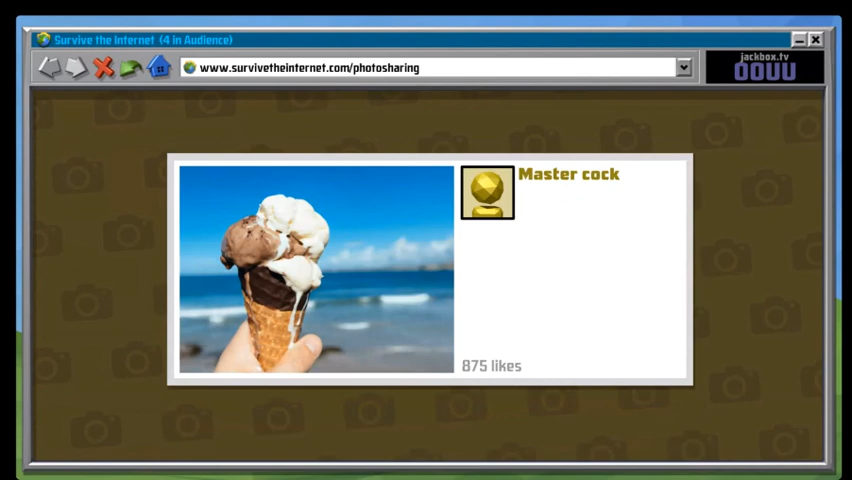 Survive the Internet (4 in Audience)
www.survivetheinternet.com/photosharing
jackbox.tv
OOUU
Master cock
875 likes